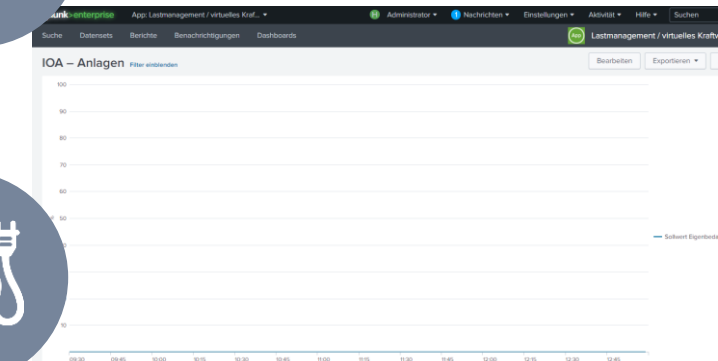 unk>enterprise App: Lastmanagement / virtuelles Kraf... Administrator Nachrichten Einstellungen Aktivität Hilfe Suchen
Suche Datensets Berichte Benachrichtigungen Dashboards App Lastmanagement / virtuelles Kraftw
IOA – Anlagen Filter einblenden Bearbeiten Exportieren
100
90
80
70
60
50
Sollwert Eigenbeda
10
09:30 09:45 10:00 10:15 10:30 10:45 11:00 11:15 11:30 11:45 12:00 12:15 12:30 12:45